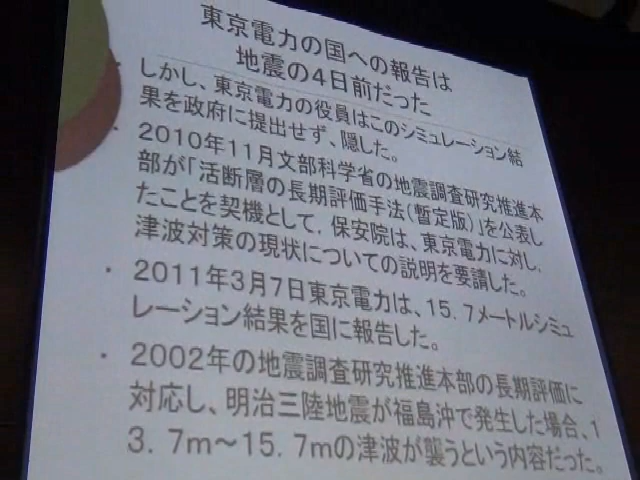 東京電力の国への報告は
地震の4日前だった
・ しかし、東京電力の役員はこのシミュレーション結
果を政府に提出せず、隠した。
・ 2010年11月文部科学省の地震調査研究推進本
部が「活断層の長期評価手法(暫定版)」を公表し
たことを契機として,保安院は、東京電力に対し,
津波対策の現状についての説明を要請した。
・ 2011年3月7日東京電力は、15.7メートルシミュ
レーション結果を国に報告した。
・ 2002年の地震調査研究推進本部の長期評価に
対応し、明治三陸地震が福島沖で発生した場合、1
3.7m~15.7mの津波が襲うという内容だった。